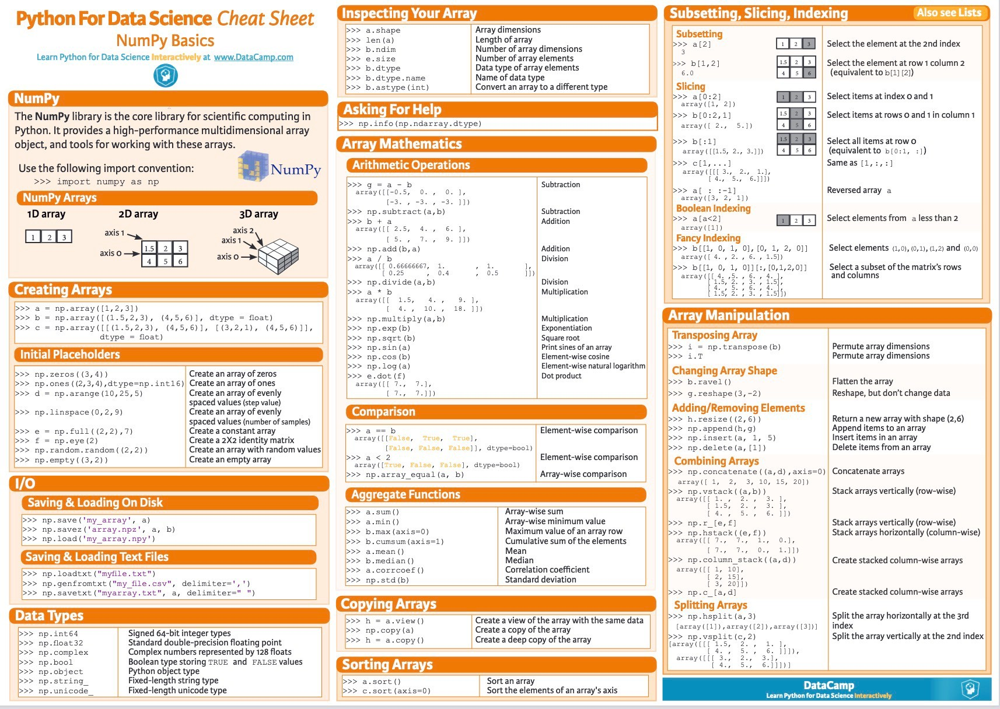 Python For Data Science Cheat Sheet
NumPy Basics
Learn Python for Data Science Interactively at www.DataCamp.com
NumPy
The NumPy library is the core library for scientific computing in
Python. It provides a high-performance multidimensional array
object, and tools for working with these arrays.
NumPy
Use the following import convention:
>>> import numpy as np
NumPy Arrays
1D array 2D array 3D array
1 2 3
axis 1
axis 0
1.5 2 3
4 5 6
axis 2
axis 1
axis 0
Creating Arrays
>>> a = np.array([1,2,3])
>>> b = np.array([(1.5,2,3), (4,5,6)], dtype = float)
>>> c = np.array([[(1.5,2,3), (4,5,6)], [(3,2,1), (4,5,6)]],
dtype = float)
Initial Placeholders
>>> np.zeros((3,4)) Create an array of zeros
>>> np.ones((2,3,4),dtype=np.int16) Create an array of ones
>>> d = np.arange(10,25,5) Create an array of evenly
spaced values (step value)
>>> np.linspace(0,2,9) Create an array of evenly
spaced values (number of samples)
>>> e = np.full((2,2),7) Create a constant array
>>> f = np.eye(2) Create a 2X2 identity matrix
>>> np.random.random((2,2)) Create an array with random values
>>> np.empty((3,2)) Create an empty array
I/O
Saving & Loading On Disk
>>> np.save('my_array', a)
>>> np.savez('array.npz', a, b)
>>> np.load('my_array.npy')
Saving & Loading Text Files
>>> np.loadtxt("myfile.txt")
>>> np.genfromtxt("my_file.csv", delimiter=',')
>>> np.savetxt("myarray.txt", a, delimiter=" ")
Data Types
>>> np.int64 Signed 64-bit integer types
>>> np.float32 Standard double-precision floating point
>>> np.complex Complex numbers represented by 128 floats
>>> np.bool Boolean type storing TRUE and FALSE values
>>> np.object Python object type
>>> np.string_ Fixed-length string type
>>> np.unicode_ Fixed-length unicode type
Inspecting Your Array
>>> a.shape Array dimensions
>>> len(a) Length of array
>>> b.ndim Number of array dimensions
>>> e.size Number of array elements
>>> b.dtype Data type of array elements
>>> b.dtype.name Name of data type
>>> b.astype(int) Convert an array to a different type
Asking For Help
>>> np.info(np.ndarray.dtype)
Array Mathematics
Arithmetic Operations
>>> g = a - b Subtraction
array([[-0.5, 0. , 0. ],
[-3. , -3. , -3. ]])
>>> np.subtract(a,b) Subtraction
>>> b + a Addition
array([[ 2.5, 4. , 6. ],
[ 5. , 7. , 9. ]])
>>> np.add(b,a) Addition
>>> a / b Division
array([[ 0.66666667, 1. , 1. ],
[ 0.25 , 0.4 , 0.5 ]])
>>> np.divide(a,b) Division
>>> a * b Multiplication
array([[ 1.5, 4. , 9. ],
[ 4. , 10. , 18. ]])
>>> np.multiply(a,b) Multiplication
>>> np.exp(b) Exponentiation
>>> np.sqrt(b) Square root
>>> np.sin(a) Print sines of an array
>>> np.cos(b) Element-wise cosine
>>> np.log(a) Element-wise natural logarithm
>>> e.dot(f) Dot product
array([[ 7., 7.],
[ 7., 7.]])
Comparison
>>> a == b Element-wise comparison
array([[False, True, True],
[False, False, False]], dtype=bool)
>>> a < 2 Element-wise comparison
array([True, False, False], dtype=bool)
>>> np.array_equal(a, b) Array-wise comparison
Aggregate Functions
>>> a.sum() Array-wise sum
>>> a.min() Array-wise minimum value
>>> b.max(axis=0) Maximum value of an array row
>>> b.cumsum(axis=1) Cumulative sum of the elements
>>> a.mean() Mean
>>> b.median() Median
>>> a.corrcoef() Correlation coefficient
>>> np.std(b) Standard deviation
Copying Arrays
>>> h = a.view() Create a view of the array with the same data
>>> np.copy(a) Create a copy of the array
>>> h = a.copy() Create a deep copy of the array
Sorting Arrays
>>> a.sort() Sort an array
>>> c.sort(axis=0) Sort the elements of an array's axis
Subsetting, Slicing, Indexing Also see Lists
Subsetting
>>> a[2] 1 2 3 Select the element at the 2nd index
3
>>> b[1,2] 1.5 2 3 Select the element at row 1 column 2
6.0 4 5 6 (equivalent to b[1][2])
Slicing
>>> a[0:2] 1 2 3 Select items at index 0 and 1
array([1, 2])
>>> b[0:2,1] 1.5 2 3 Select items at rows 0 and 1 in column 1
array([ 2., 5.]) 4 5 6
>>> b[:1] 1.5 2 3 Select all items at row 0
array([[1.5, 2., 3.]]) 4 5 6 (equivalent to b[0:1, :])
>>> c[1,...] Same as [1,:,:]
array([[[ 3., 2., 1.],
[ 4., 5., 6.]]])
>>> a[ : :-1] Reversed array a
array([3, 2, 1])
Boolean Indexing
>>> a[a<2] 1 2 3 Select elements from a less than 2
array([1])
Fancy Indexing
>>> b[[1, 0, 1, 0],[0, 1, 2, 0]] Select elements (1,0),(0,1),(1,2) and (0,0)
array([ 4. , 2. , 6. , 1.5])
>>> b[[1, 0, 1, 0]][:,[0,1,2,0]] Select a subset of the matrix's rows
and columns
array([[ 4. ,5. , 6. , 4. ],
[ 1.5, 2. , 3. , 1.5],
[ 4. , 5. , 6. , 4. ],
[ 1.5, 2. , 3. , 1.5]])
Array Manipulation
Transposing Array
>>> i = np.transpose(b) Permute array dimensions
>>> i.T Permute array dimensions
Changing Array Shape
>>> b.ravel() Flatten the array
>>> g.reshape(3,-2) Reshape, but don't change data
Adding/Removing Elements
>>> h.resize((2,6)) Return a new array with shape (2,6)
>>> np.append(h,g) Append items to an array
>>> np.insert(a, 1, 5) Insert items in an array
>>> np.delete(a,[1]) Delete items from an array
Combining Arrays
>>> np.concatenate((a,d),axis=0) Concatenate arrays
array([ 1, 2, 3, 10, 15, 20])
>>> np.vstack((a,b)) Stack arrays vertically (row-wise)
array([[ 1. , 2. , 3. ],
[ 1.5, 2. , 3. ],
[ 4. , 5. , 6. ]])
>>> np.r_[e,f] Stack arrays vertically (row-wise)
>>> np.hstack((e,f)) Stack arrays horizontally (column-wise)
array([[ 7., 7., 1., 0.],
[ 7., 7., 0., 1.]])
>>> np.column_stack((a,d)) Create stacked column-wise arrays
array([[ 1, 10],
[ 2, 15],
[ 3, 20]])
>>> np.c_[a,d] Create stacked column-wise arrays
Splitting Arrays
>>> np.hsplit(a,3) Split the array horizontally at the 3rd
index
[array([1]),array([2]),array([3])]
>>> np.vsplit(c,2) Split the array vertically at the 2nd index
[array([[[ 1.5, 2. , 1. ],
[ 4. , 5. , 6. ]]]),
array([[[ 3., 2., 3.],
[ 4., 5., 6.]]])]
DataCamp
Learn Python for Data Science Interactively